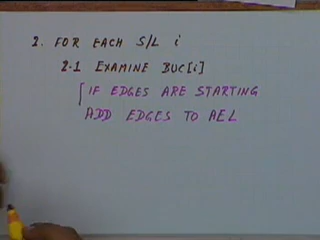 2. FOR EACH S/L i
2.1 EXAMINE BUC[i]
[IF EDGES ARE STARTING
ADD EDGES TO AEL